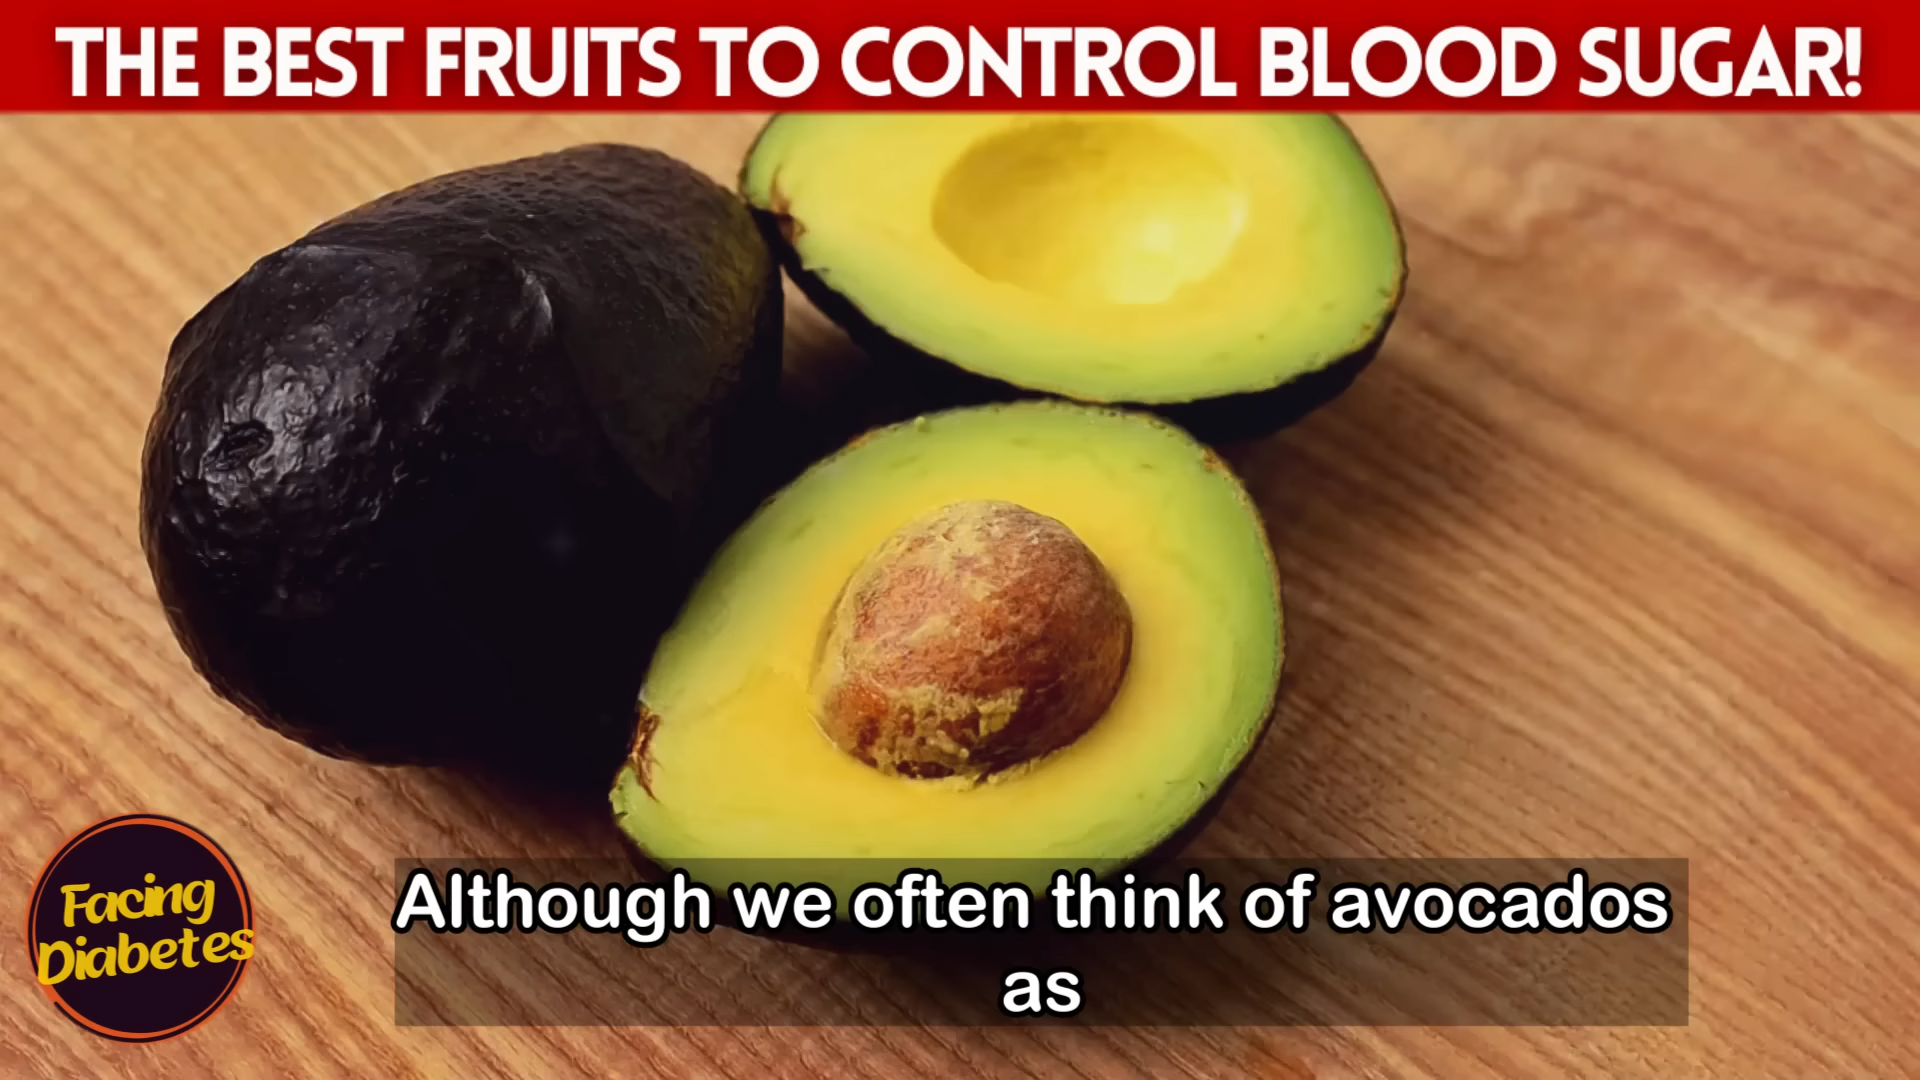 THE BEST FRUITS TO CONTROL BLOOD SUGAR!
Although we often think of avocados
as
Facing
Diabetes